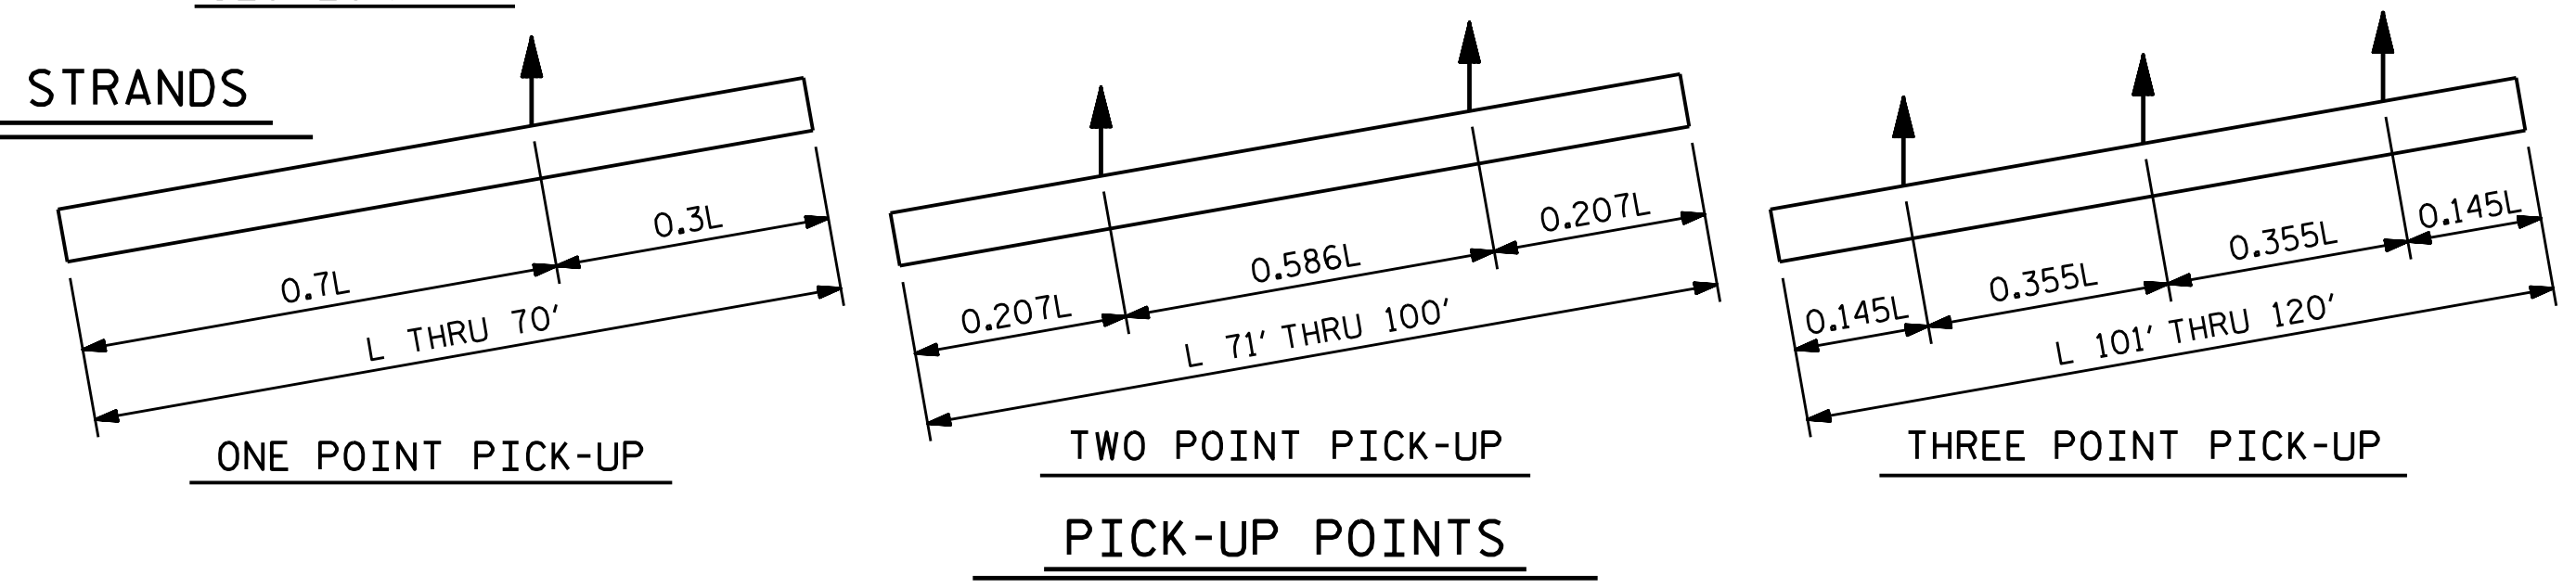 STRANDS
0.7L
0.3L
L THRU 70'
ONE POINT PICK-UP
0.207L
0.586L
0.207L
L 71' THRU 100'
TWO POINT PICK-UP
0.145L
0.355L
0.355L
0.145L
L 101' THRU 120'
THREE POINT PICK-UP
PICK-UP POINTS